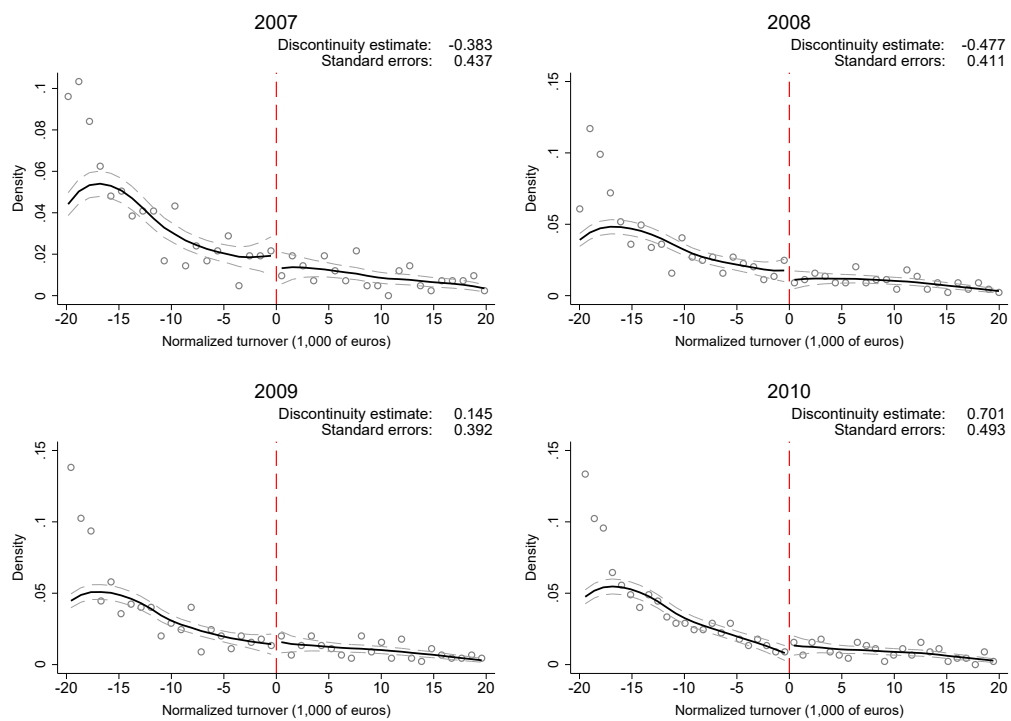 2007
Discontinuity estimate: -0.383
Standard errors: 0.437
Density
.1
.08
.06
.04
.02
0
-20 -15 -10 -5 0 5 10 15 20
Normalized turnover (1,000 of euros)
2008
Discontinuity estimate: -0.477
Standard errors: 0.411
Density
.15
.1
.05
0
-20 -15 -10 -5 0 5 10 15 20
Normalized turnover (1,000 of euros)
2009
Discontinuity estimate: 0.145
Standard errors: 0.392
Density
.15
.1
.05
0
-20 -15 -10 -5 0 5 10 15 20
Normalized turnover (1,000 of euros)
2010
Discontinuity estimate: 0.701
Standard errors: 0.493
Density
.15
.1
.05
0
-20 -15 -10 -5 0 5 10 15 20
Normalized turnover (1,000 of euros)